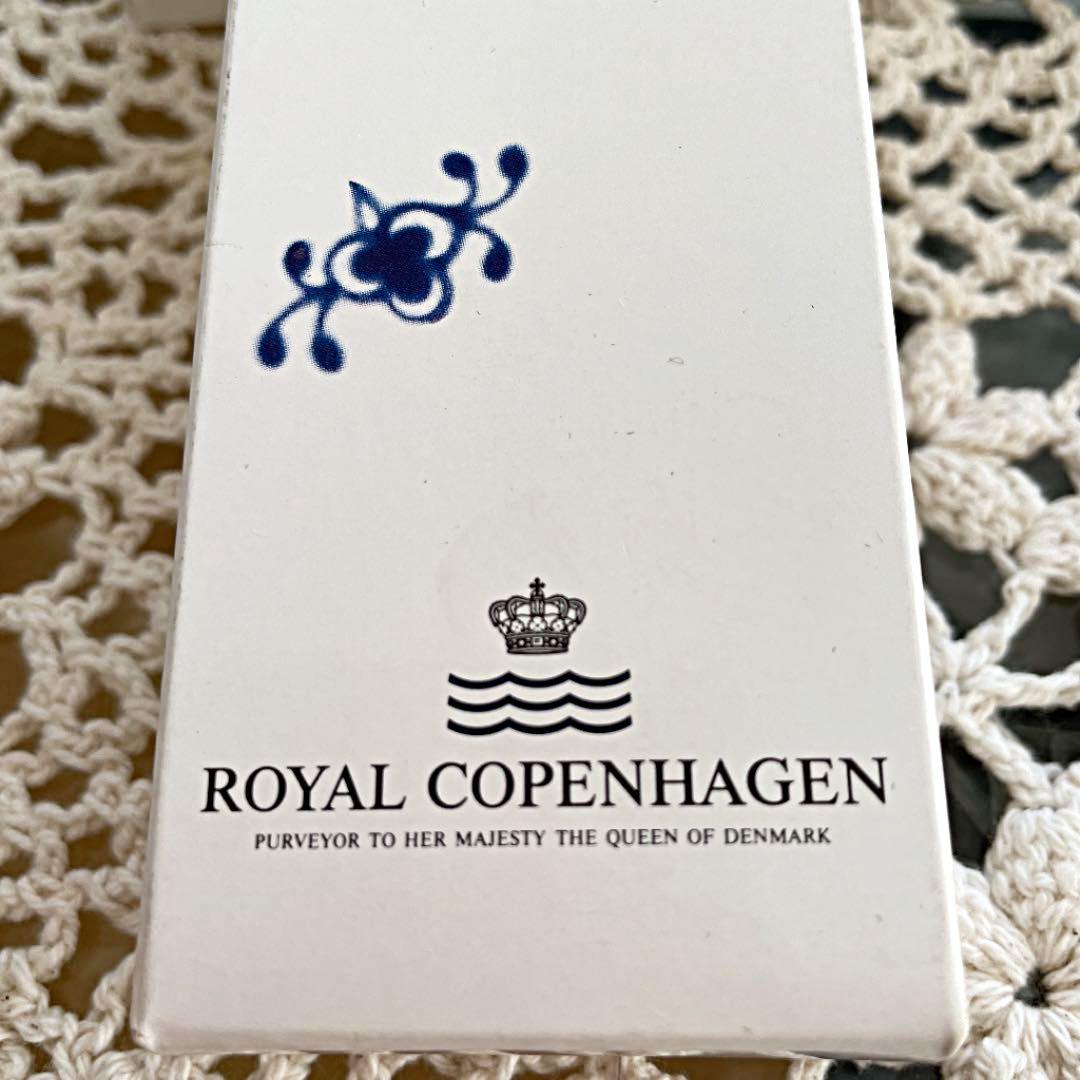 ROYAL COPENHAGEN
PURVEYOR TO HER MAJESTY THE QUEEN OF DENMARK